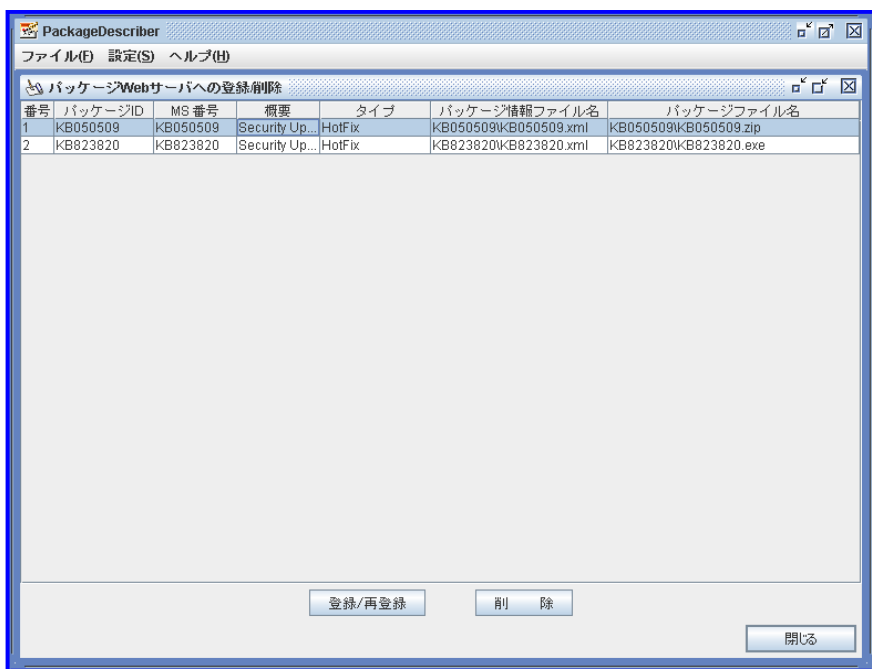 PackageDescriber
ファイル(F) 設定(S) ヘルプ(H)
パッケージWebサーバへの登録/削除
番号 パッケージID MS 番号 概要 タイプ パッケージ情報ファイル名 パッケージファイル名
1 KB050509 KB050509 Security Up... HotFix KB050509\KB050509.xml KB050509\KB050509.zip
2 KB823820 KB823820 Security Up... HotFix KB823820\KB823820.xml KB823820\KB823820.exe
登録/再登録 削 除
閉じる